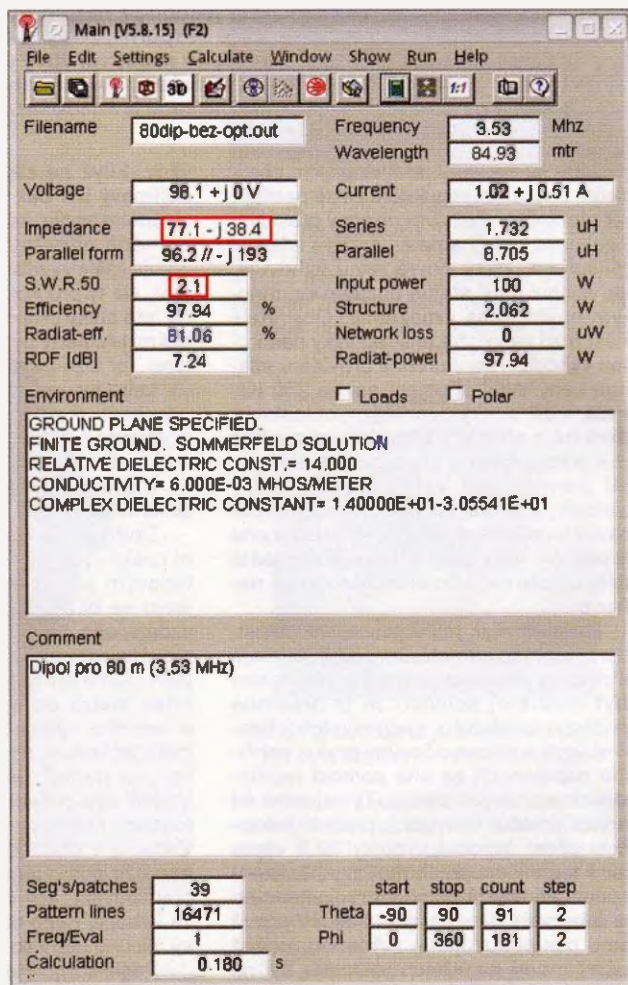 Main [V5.8.15] (F2)
File Edit Settings Calculate Window Show Run Help
3D 1:1
Filename 80dip-bez-opt.out Frequency 3.53 Mhz
Wavelength 84.93 mtr
Voltage 98.1 + j 0 V Current 1.02 + j 0.51 A
Impedance 77.1 - j 38.4 Series 1.732 uH
Parallel form 96.2 // - j 193 Parallel 8.705 uH
S.W.R.50 2.1 Input power 100 W
Efficiency 97.94 % Structure 2.062 W
Radiat-eff. 81.06 % Network loss 0 uW
RDF [dB] 7.24 Radiat-power 97.94 W
Environment Loads Polar
GROUND PLANE SPECIFIED.
FINITE GROUND. SOMMERFELD SOLUTION
RELATIVE DIELECTRIC CONST.= 14.000
CONDUCTIVITY= 6.000E-03 MHOS/METER
COMPLEX DIELECTRIC CONSTANT= 1.40000E+01-3.05541E+01
Comment
Dipol pro 80 m (3,53 MHz)
Seg's/patches 39 start stop count step
Pattern lines 16471 Theta -90 90 91 2
Freq/Eval 1 Phi 0 360 181 2
Calculation 0.180 s